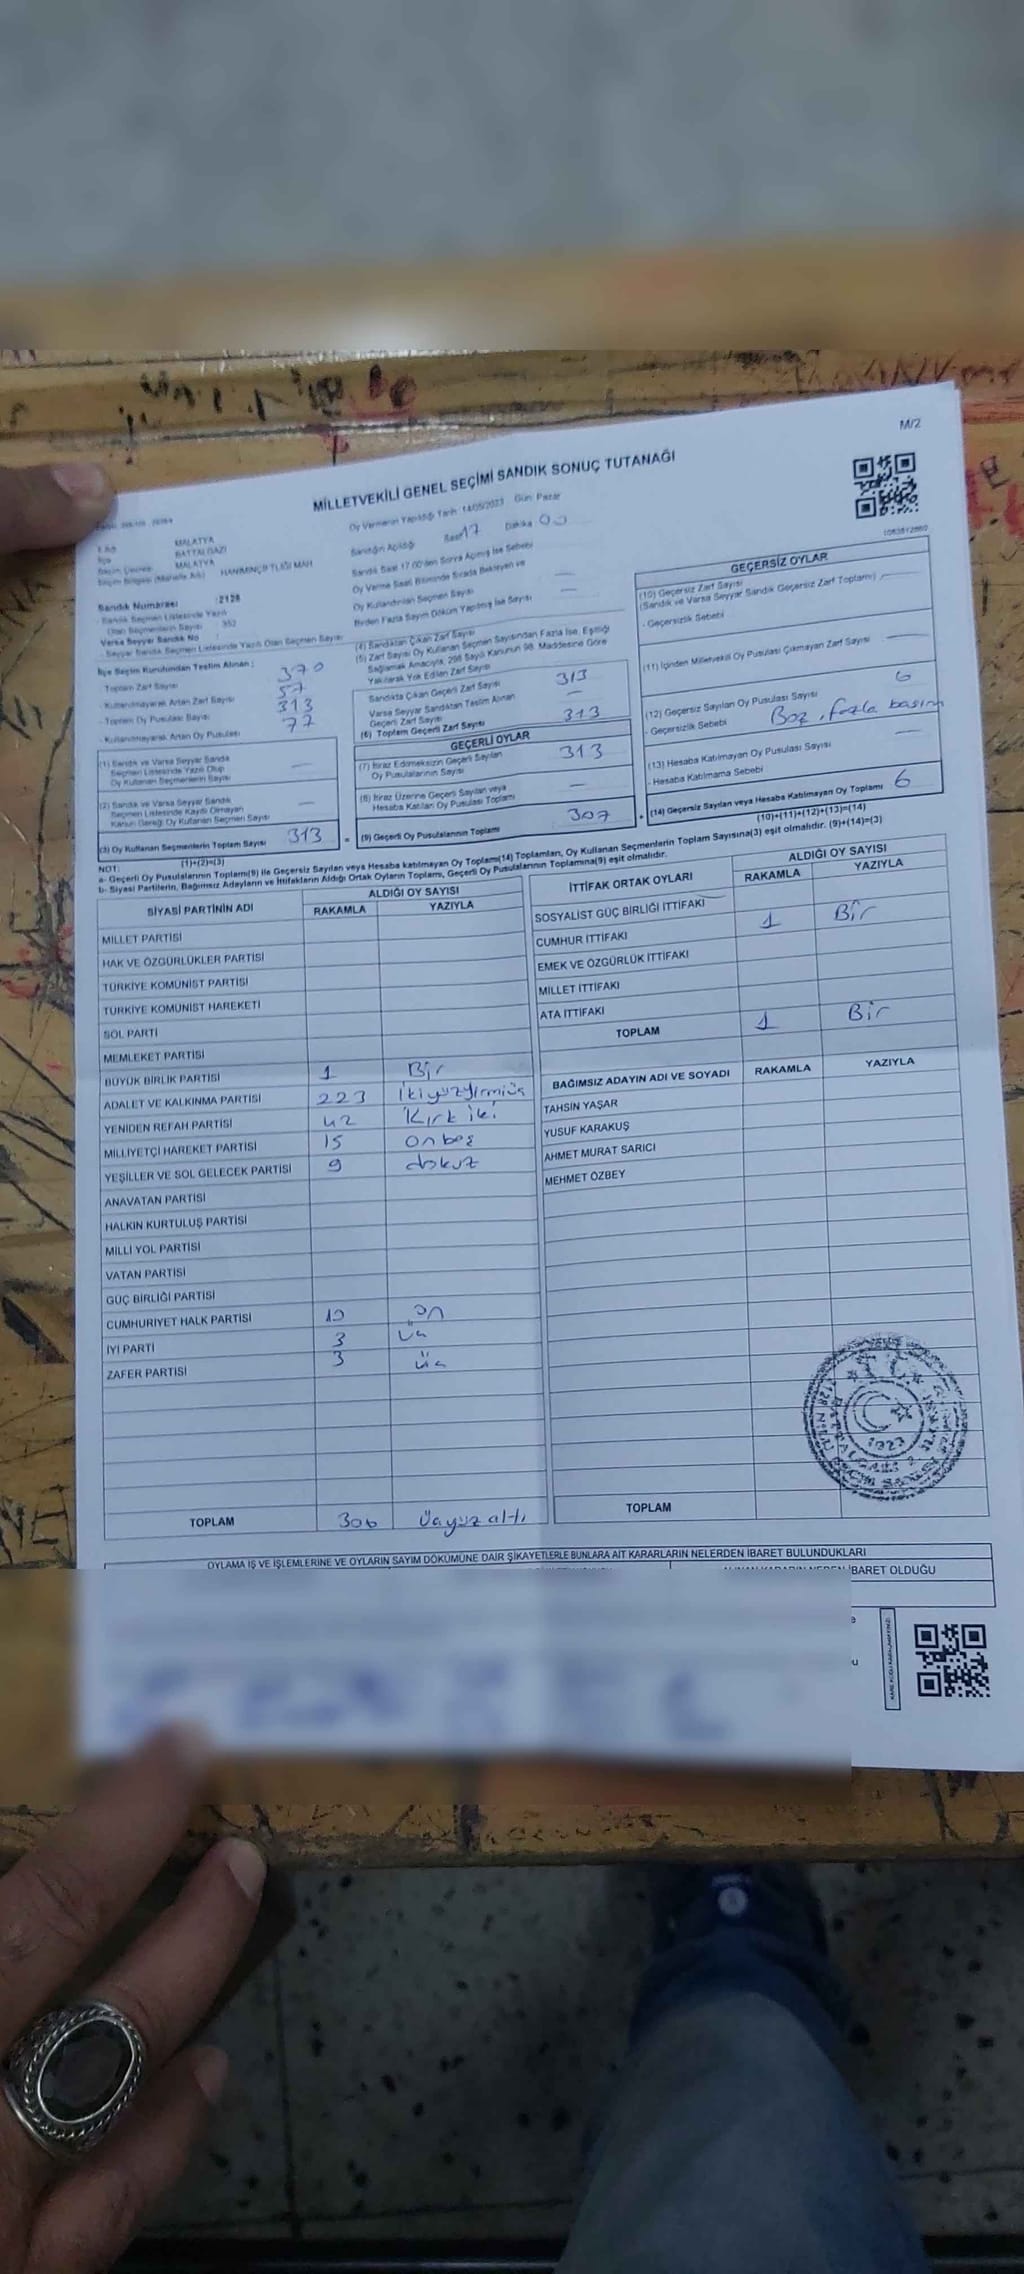 M/2
MİLLETVEKİLİ GENEL SEÇİMİ SANDIK SONUÇ TUTANAĞI
Oy Vermenin Yapıldığı Tarih : 14/05/2023 Gün: Pazar
1083812860
MALATYA
BATTALGAZİ
MALATYA
HANIMINÇİFTLİĞİ MAH
Sandığın Açıldığı Saat 17 Dakika 00
Sandık Saat 17.00'den Sonra Açılmış İse Sebebi
Oy Verme Saati Bitiminde Sırada Bekleyen ve
Oy Kullandırılan Seçmen Sayısı —
Birden Fazla Sayım Döküm Yapılmış İse Sayısı —
Sandık Numarası : 2128
Sandık Seçmen Listesinde Yazılı
Olan Seçmenlerin Sayısı : 352
Varsa Seyyar Sandık No
- Seyyar Sandık Seçmen Listesinde Yazılı Olan Seçmen Sayısı
İlçe Seçim Kurulundan Teslim Alınan ;
- Toplam Zarf Sayısı 370
- Kullanılmayarak Artan Zarf Sayısı 57
- Toplam Oy Pusulası Sayısı 313
- Kullanılmayarak Artan Oy Pusulası 77
(1) Sandık ve Varsa Seyyar Sandık
Seçmen Listesinde Yazılı Olup
Oy Kullanan Seçmenlerin Sayısı —
(2) Sandık ve Varsa Seyyar Sandık
Seçmen Listesinde Kaydı Olmayan
Kanun Gereği Oy Kullanan Seçmen Sayısı —
(3) Oy Kullanan Seçmenlerin Toplam Sayısı 313
(1)+(2)=(3)
(4) Sandıktan Çıkan Zarf Sayısı
(5) Zarf Sayısı Oy Kullanan Seçmen Sayısından Fazla İse, Eşitliği
Sağlamak Amacıyla, 298 Sayılı Kanunun 98. Maddesine Göre
Yakılarak Yok Edilen Zarf Sayısı
Sandıkta Çıkan Geçerli Zarf Sayısı 313
Varsa Seyyar Sandıktan Teslim Alınan
Geçerli Zarf Sayısı —
(6) Toplam Geçerli Zarf Sayısı 313
GEÇERLİ OYLAR
(7) İtiraz Edilmeksizin Geçerli Sayılan
Oy Pusulalarının Sayısı 313
(8) İtiraz Üzerine Geçerli Sayılan veya
Hesaba Katılan Oy Pusulası Toplamı —
(9) Geçerli Oy Pusulalarının Toplamı 307
GEÇERSİZ OYLAR
(10) Geçersiz Zarf Sayısı
(Sandık ve Varsa Seyyar Sandık Geçersiz Zarf Toplamı) —
- Geçersizlik Sebebi
(11) İçinden Milletvekili Oy Pusulası Çıkmayan Zarf Sayısı —
(12) Geçersiz Sayılan Oy Pusulası Sayısı 6
- Geçersizlik Sebebi Boş, fazla basım
(13) Hesaba Katılmayan Oy Pusulası Sayısı —
- Hesaba Katılmama Sebebi
(14) Geçersiz Sayılan veya Hesaba Katılmayan Oy Toplamı 6
(10)+(11)+(12)+(13)=(14)
NOT:
a- Geçerli Oy Pusulalarının Toplamı(9) ile Geçersiz Sayılan veya Hesaba katılmayan Oy Toplamı(14) Toplamları, Oy Kullanan Seçmenlerin Toplam Sayısına(3) eşit olmalıdır. (9)+(14)=(3)
b- Siyasi Partilerin, Bağımsız Adayların ve İttifakların Aldığı Ortak Oyların Toplamı, Geçerli Oy Pusulalarının Toplamına(9) eşit olmalıdır.
SİYASİ PARTİNİN ADI ALDIĞI OY SAYISI
RAKAMLA YAZIYLA
MİLLET PARTİSİ
HAK VE ÖZGÜRLÜKLER PARTİSİ
TÜRKİYE KOMÜNİST PARTİSİ
TÜRKİYE KOMÜNİST HAREKETİ
SOL PARTİ
MEMLEKET PARTİSİ
BÜYÜK BİRLİK PARTİSİ 1 Bir
ADALET VE KALKINMA PARTİSİ 223 ikiyüzyirmiüç
YENİDEN REFAH PARTİSİ 42 Kırk iki
MİLLİYETÇİ HAREKET PARTİSİ 15 onbeş
YEŞİLLER VE SOL GELECEK PARTİSİ 9 dokuz
ANAVATAN PARTİSİ
HALKIN KURTULUŞ PARTİSİ
MİLLİ YOL PARTİSİ
VATAN PARTİSİ
GÜÇ BİRLİĞİ PARTİSİ
CUMHURİYET HALK PARTİSİ 10 on
İYİ PARTİ 3 üç
ZAFER PARTİSİ 3 üç
TOPLAM 306 üçyüz altı
İTTİFAK ORTAK OYLARI ALDIĞI OY SAYISI
RAKAMLA YAZIYLA
SOSYALİST GÜÇ BİRLİĞİ İTTİFAKI
CUMHUR İTTİFAKI 1 Bir
EMEK VE ÖZGÜRLÜK İTTİFAKI
MİLLET İTTİFAKI
ATA İTTİFAKI
TOPLAM 1 Bir
BAĞIMSIZ ADAYIN ADI VE SOYADI RAKAMLA YAZIYLA
TAHSİN YAŞAR
YUSUF KARAKUŞ
AHMET MURAT SARICI
MEHMET ÖZBEY
TOPLAM
1923
OYLAMA İŞ VE İŞLEMLERİNE VE OYLARIN SAYIM DÖKÜMÜNE DAİR ŞİKAYETLERLE BUNLARA AİT KARARLARIN NELERDEN İBARET BULUNDUKLARI
İBARET OLDUĞU